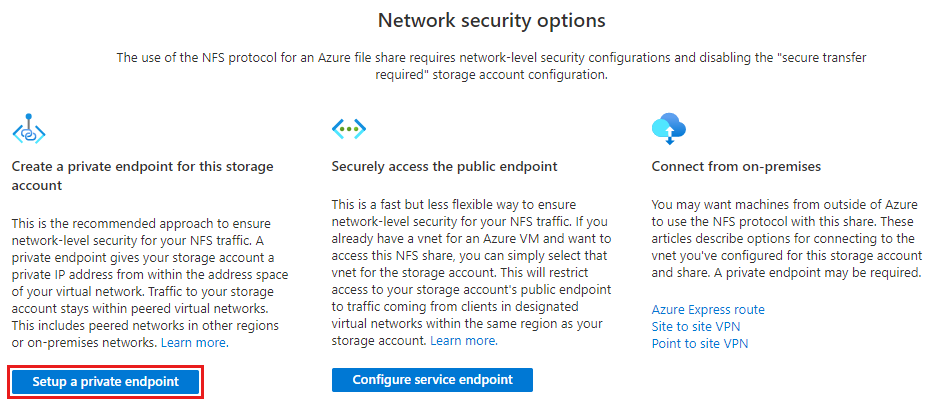 Network security options
The use of the NFS protocol for an Azure file share requires network-level security configurations and disabling the "secure transfer
required" storage account configuration.
Create a private endpoint for this storage
account
This is the recommended approach to ensure
network-level security for your NFS traffic. A
private endpoint gives your storage account a
private IP address from within the address space
of your virtual network. Traffic to your storage
account stays within peered virtual networks.
This includes peered networks in other regions
or on-premises networks. Learn more.
Setup a private endpoint
Securely access the public endpoint
This is a fast but less flexible way to ensure
network-level security for your NFS traffic. If you
already have a vnet for an Azure VM and want to
access this NFS share, you can simply select that
vnet for the storage account. This will restrict
access to your storage account's public endpoint
to traffic coming from clients in designated
virtual networks within the same region as your
storage account. Learn more.
Configure service endpoint
Connect from on-premises
You may want machines from outside of Azure
to use the NFS protocol with this share. These
articles describe options for connecting to the
vnet you've configured for this storage account
and share. A private endpoint may be required.
Azure Express route
Site to site VPN
Point to site VPN